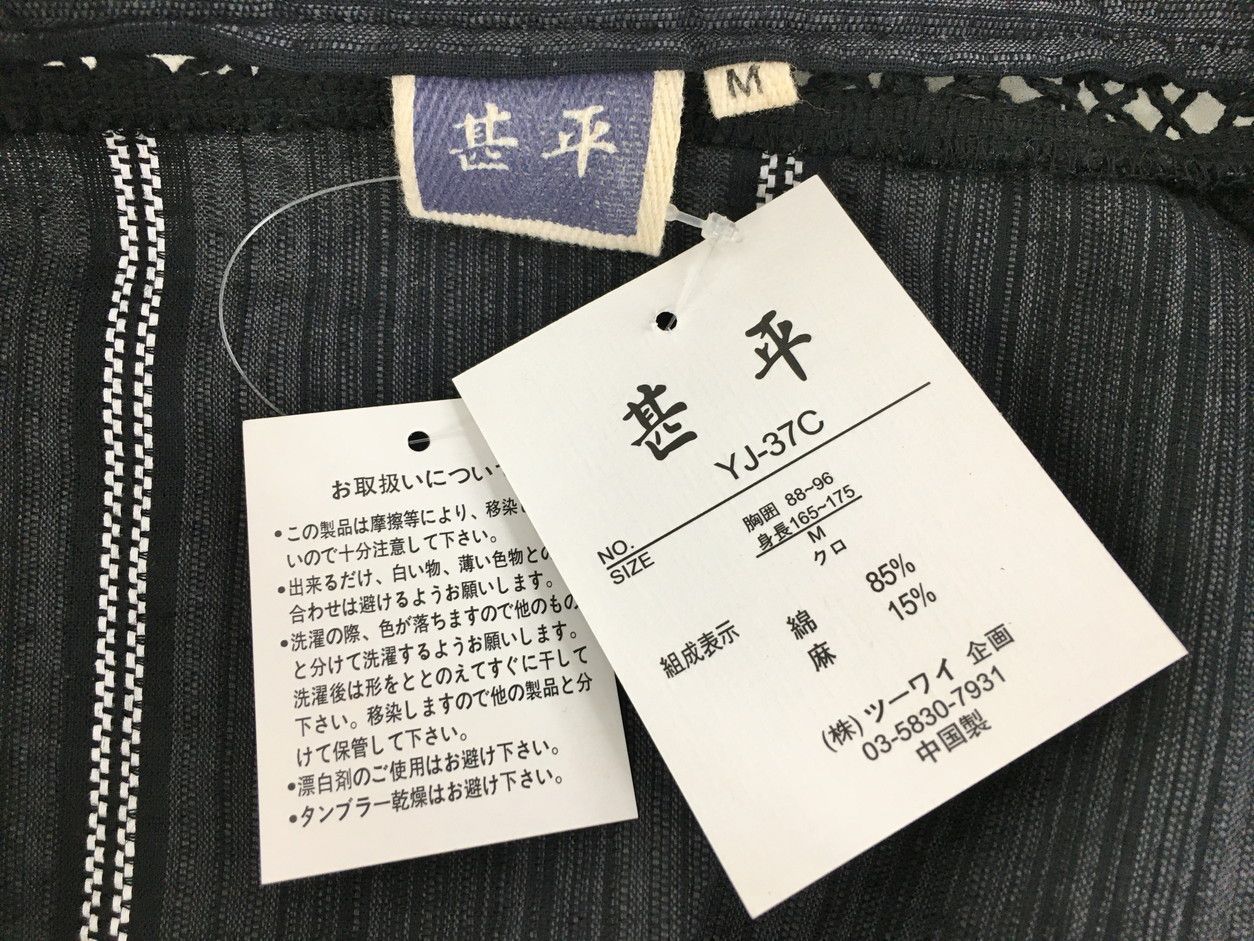 甚平
M
甚平
YJ-37C
NO.
SIZE
胸囲 88~96
身長165~175
M
クロ
組成表示 綿 85%
麻 15%
(株)ツーワイ 企画
03-5830-7931
中国製
お取扱いについ
●この製品は摩擦等により、移染
いので十分注意して下さい。
●出来るだけ、白い物、薄い色物との
合わせは避けるようお願いします。
●洗濯の際、色が落ちますので他のもの
と分けて洗濯するようお願いします。
洗濯後は形をととのえてすぐに干して
下さい。移染しますので他の製品と分
けて保管して下さい。
●漂白剤のご使用はお避け下さい。
●タンブラー乾燥はお避け下さい。